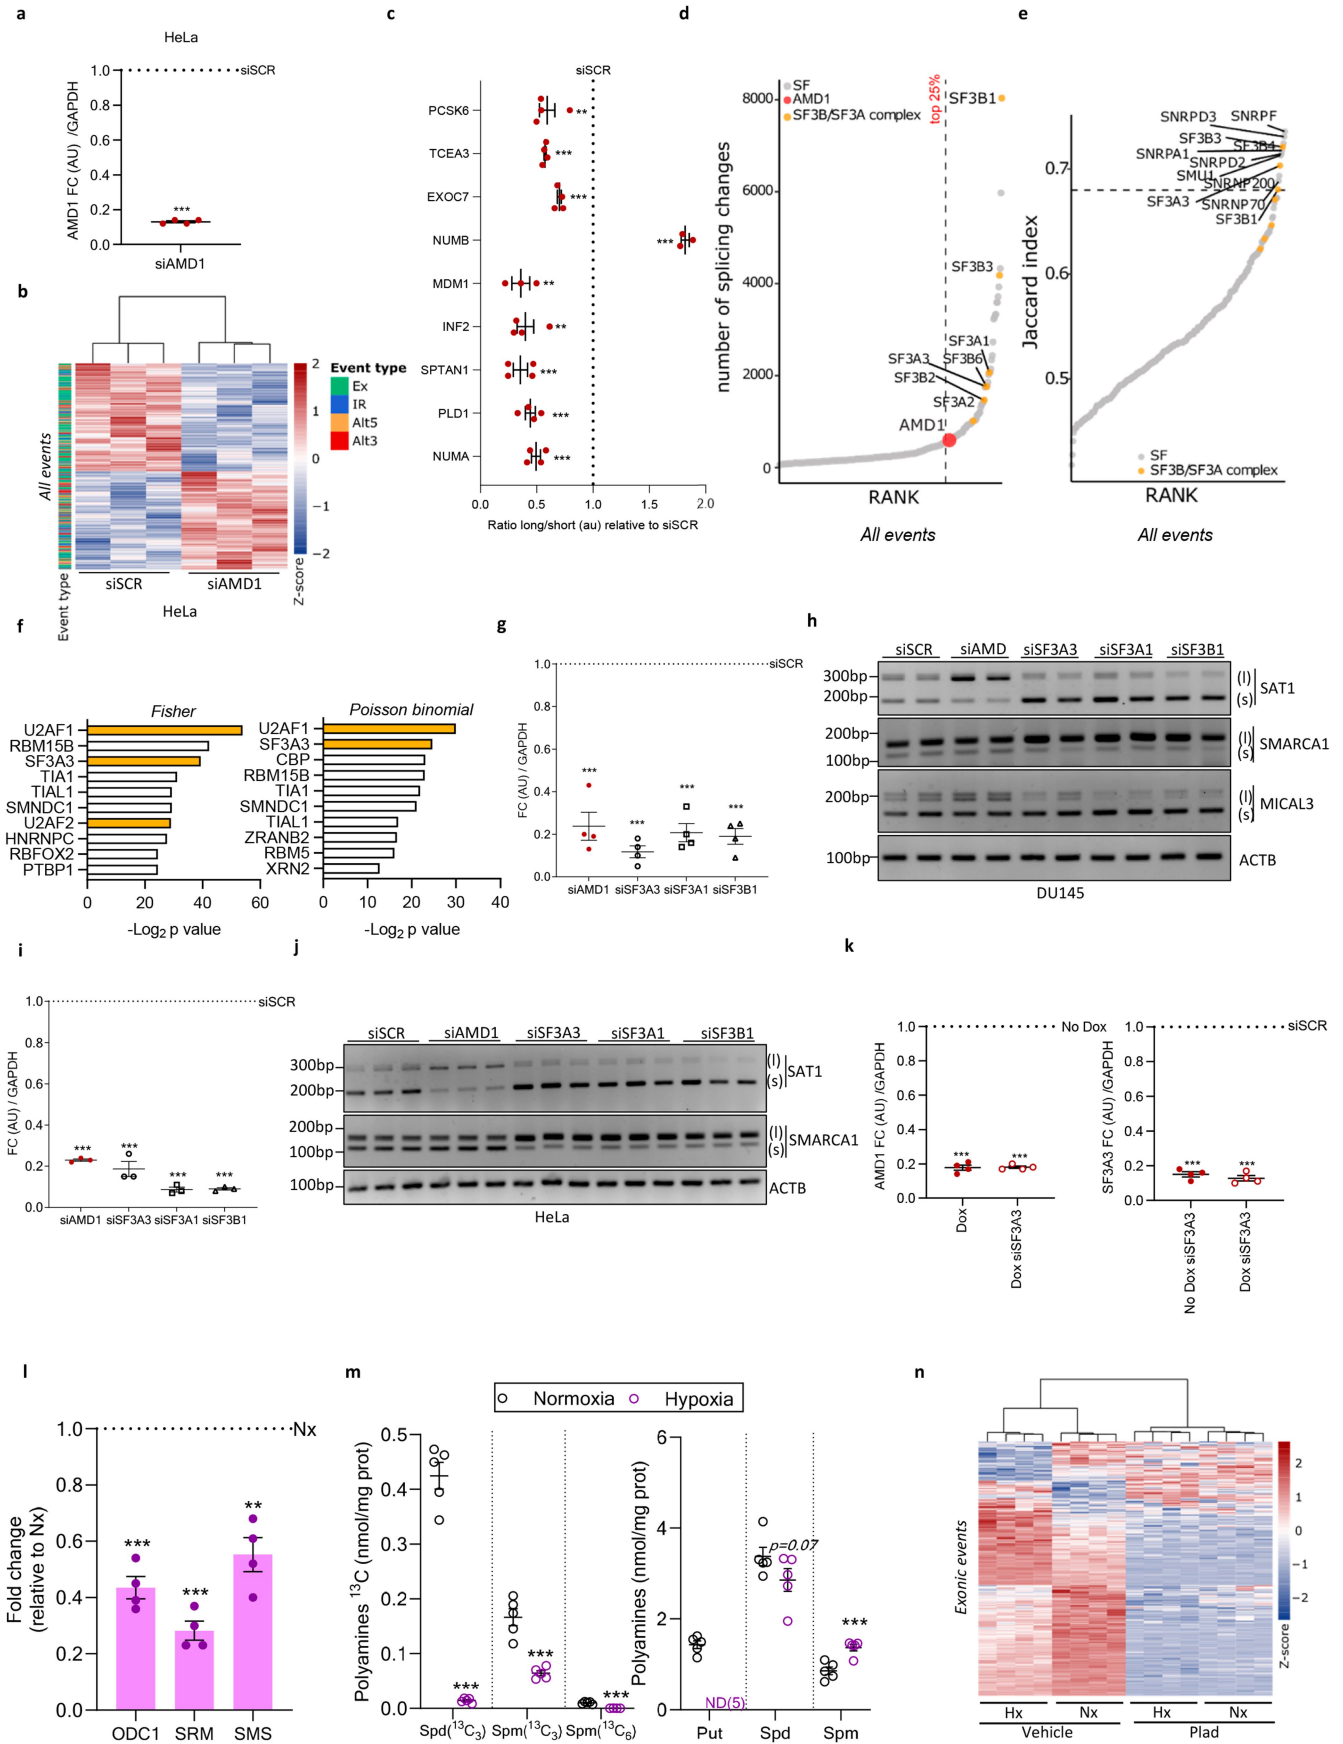 a
HeLa
AMD1 FC (AU) /GAPDH
1.0
0.8
0.6
0.4
0.2
0.0
siSCR
***
siAMD1
b
All events
Event type
siSCR
siAMD1
HeLa
2
1
0
−1
−2
Z-score
Event type
Ex
IR
Alt5
Alt3
c
siSCR
PCSK6
**
TCEA3
***
EXOC7
***
NUMB
***
MDM1
**
INF2
**
SPTAN1
***
PLD1
***
NUMA
***
0.0
0.5
1.0
1.5
2.0
Ratio long/short (au) relative to siSCR
d
number of splicing changes
8000
6000
4000
2000
0
SF
AMD1
SF3B/SF3A complex
top 25%
SF3B1
SF3B3
SF3A1
SF3A3
SF3B6
SF3B2
SF3A2
AMD1
RANK
All events
e
Jaccard index
0.7
0.6
0.5
SNRPD3
SNRPF
SF3B3
SF3B4
SNRPA1
SNRPD2
SMU1
SNRNP200
SF3A3
SNRNP70
SF3B1
SF
SF3B/SF3A complex
RANK
All events
f
Fisher
U2AF1
RBM15B
SF3A3
TIA1
TIAL1
SMNDC1
U2AF2
HNRNPC
RBFOX2
PTBP1
0
20
40
60
-Log2 p value
Poisson binomial
U2AF1
SF3A3
CBP
RBM15B
TIA1
SMNDC1
TIAL1
ZRANB2
RBM5
XRN2
0
10
20
30
40
-Log2 p value
g
FC (AU) / GAPDH
1.0
0.8
0.6
0.4
0.2
0.0
siSCR
***
***
***
***
siAMD1
siSF3A3
siSF3A1
siSF3B1
h
siSCR
siAMD
siSF3A3
siSF3A1
siSF3B1
300bp
200bp
(l)
(s)
SAT1
200bp
100bp
(l)
(s)
SMARCA1
200bp
(l)
(s)
MICAL3
100bp
ACTB
DU145
i
FC (AU) / GAPDH
1.0
0.8
0.6
0.4
0.2
0.0
siSCR
***
***
***
***
siAMD1
siSF3A3
siSF3A1
siSF3B1
j
siSCR
siAMD1
siSF3A3
siSF3A1
siSF3B1
300bp
200bp
(l)
(s)
SAT1
200bp
100bp
(l)
(s)
SMARCA1
100bp
ACTB
HeLa
k
AMD1 FC (AU) /GAPDH
1.0
0.8
0.6
0.4
0.2
0.0
No Dox
***
***
Dox
Dox siSF3A3
SF3A3 FC (AU) /GAPDH
1.0
0.8
0.6
0.4
0.2
0.0
siSCR
***
***
No Dox siSF3A3
Dox siSF3A3
l
Fold change
(relative to Nx)
1.0
0.8
0.6
0.4
0.2
0.0
Nx
***
***
**
ODC1
SRM
SMS
m
Normoxia
Hypoxia
Polyamines 13C (nmol/mg prot)
0.5
0.4
0.3
0.2
0.1
0.0
***
***
***
Spd(13C3)
Spm(13C3)
Spm(13C6)
Polyamines (nmol/mg prot)
6
4
2
0
ND(5)
p=0.07
***
Put
Spd
Spm
n
Exonic events
2
1
0
−1
−2
Z-score
Hx
Nx
Hx
Nx
Vehicle
Plad